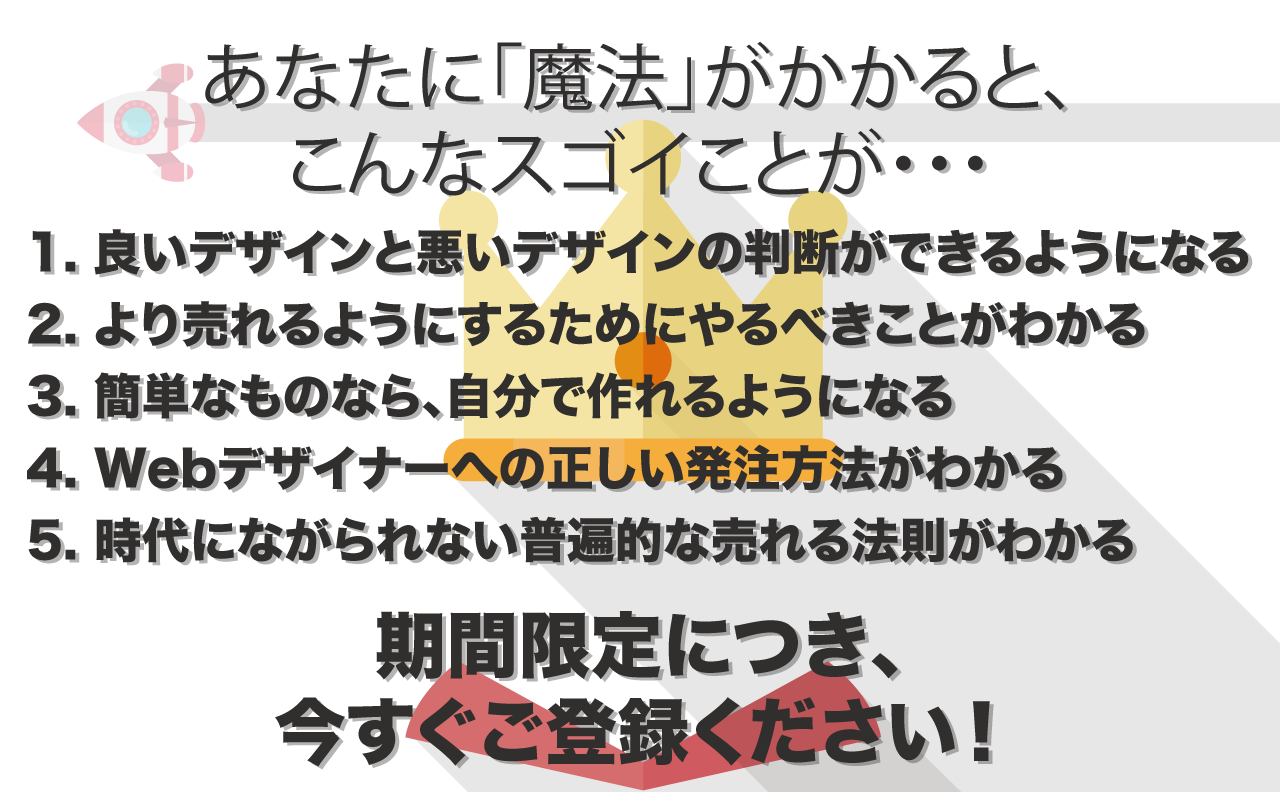 あなたに「魔法」がかかると、
こんなスゴイことが・・・
1. 良いデザインと悪いデザインの判断ができるようになる
2. より売れるようにするためにやるべきことがわかる
3. 簡単なものなら、自分で作れるようになる
4. Webデザイナーへの正しい発注方法がわかる
5. 時代にながられない普遍的な売れる法則がわかる
期間限定につき、
今すぐご登録ください!